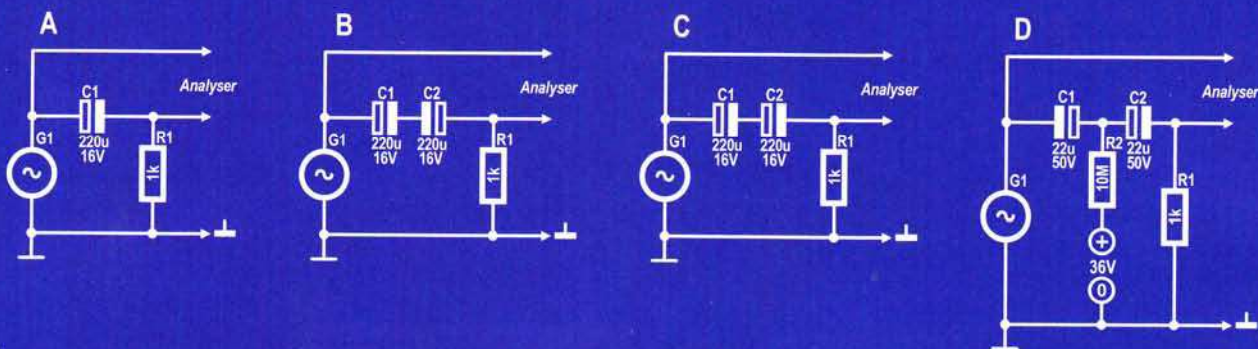 A
C1
Analyser
G1
220u
16V
R1
1k
B
C1
C2
Analyser
G1
220u
16V
220u
16V
R1
1k
C
C1
C2
Analyser
G1
220u
16V
220u
16V
R1
1k
D
C1
C2
Analyser
22u
50V
R2
22u
50V
10M
R1
G1
1k
+
36V
0